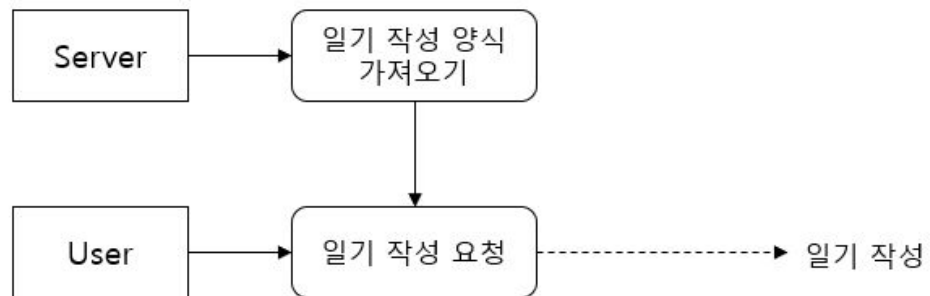 Server
일기 작성 양식
가져오기
User
일기 작성 요청
일기 작성